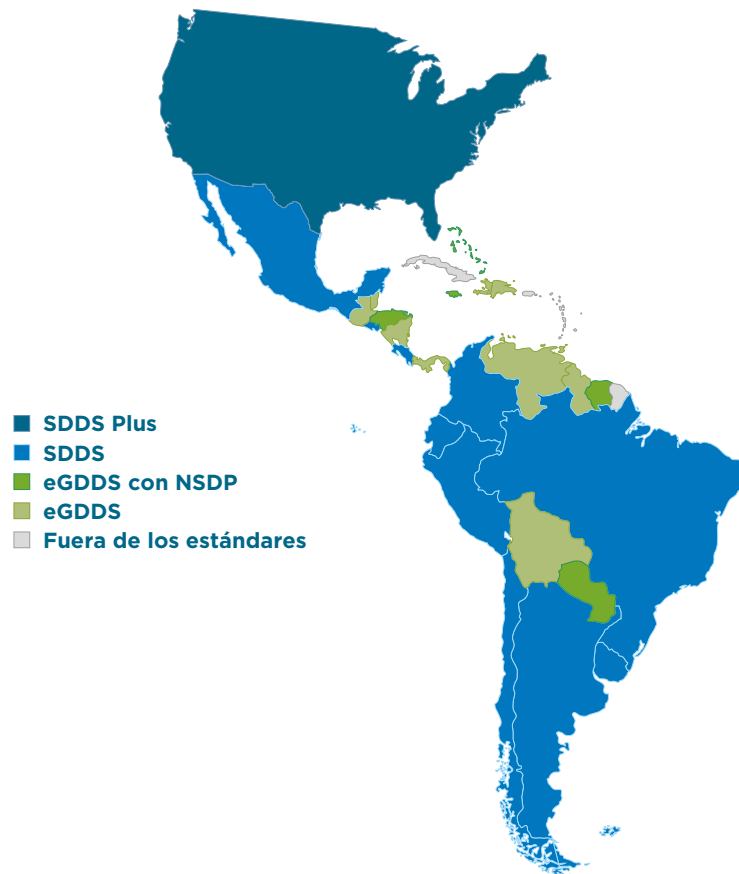 SDDS Plus
SDDS
eGDDS con NSDP
eGDDS
Fuera de los estándares